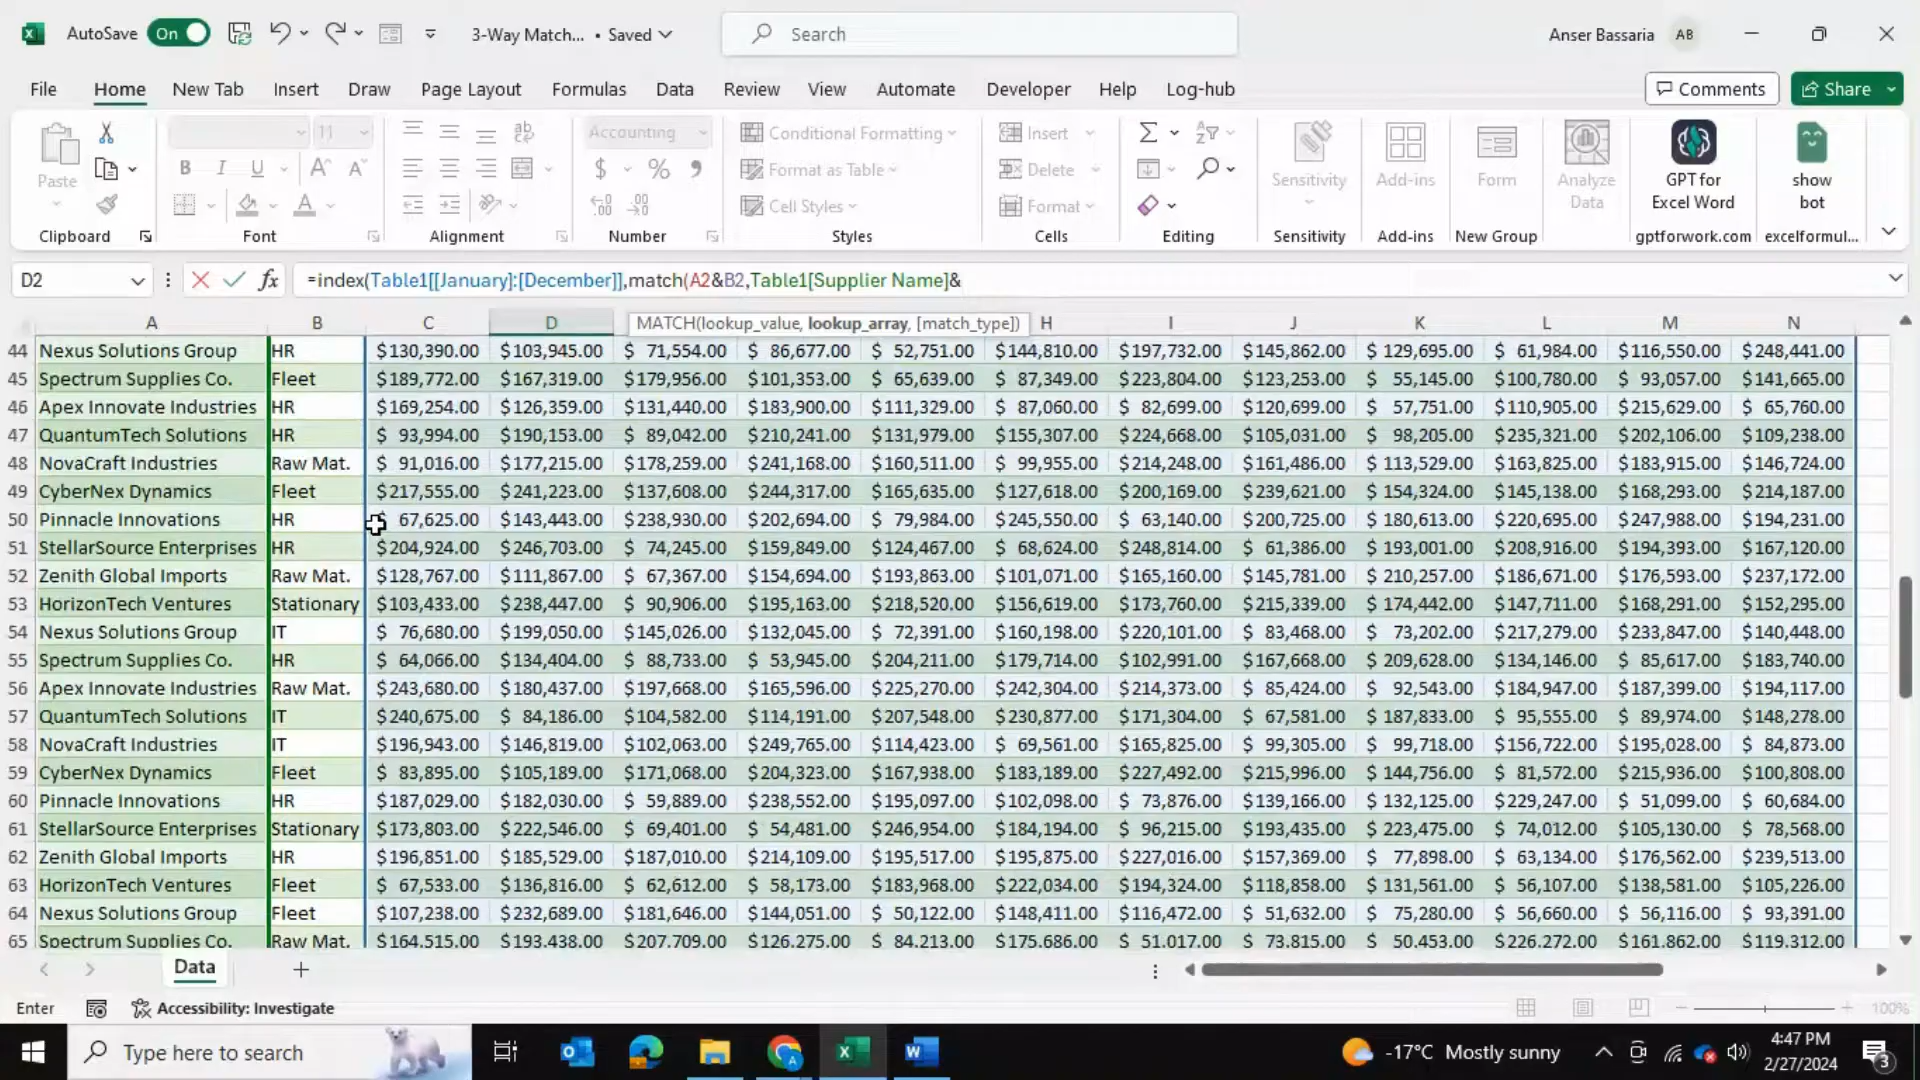 AutoSave On 3-Way Match... • Saved Search Anser Bassaria AB
File Home New Tab Insert Draw Page Layout Formulas Data Review View Automate Developer Help Log-hub Comments Share
Paste 11 Accounting Conditional Formatting Insert Sensitivity Add-ins Form Analyze Data GPT for Excel Word show bot
B I U A A $ % Format as Table Delete
A Cell Styles Format
Clipboard Font Alignment Number Styles Cells Editing Sensitivity Add-ins New Group gptforwork.com excelformul...
D2 fx =index(Table1[[January]:[December]],match(A2&B2,Table1[Supplier Name]&
MATCH(lookup_value, lookup_array, [match_type])
A B C D H I J K L M N
44 Nexus Solutions Group HR $130,390.00 $103,945.00 $ 71,554.00 $ 86,677.00 $ 52,751.00 $144,810.00 $197,732.00 $145,862.00 $129,695.00 $ 61,984.00 $116,550.00 $248,441.00
45 Spectrum Supplies Co. Fleet $189,772.00 $167,319.00 $179,956.00 $101,353.00 $ 65,639.00 $ 87,349.00 $223,804.00 $123,253.00 $ 55,145.00 $100,780.00 $ 93,057.00 $141,665.00
46 Apex Innovate Industries HR $169,254.00 $126,359.00 $131,440.00 $183,900.00 $111,329.00 $ 87,060.00 $ 82,699.00 $120,699.00 $ 57,751.00 $110,905.00 $215,629.00 $ 65,760.00
47 QuantumTech Solutions HR $ 93,994.00 $190,153.00 $ 89,042.00 $210,241.00 $131,979.00 $155,307.00 $224,668.00 $105,031.00 $ 98,205.00 $235,321.00 $202,106.00 $109,238.00
48 NovaCraft Industries Raw Mat. $ 91,016.00 $177,215.00 $178,259.00 $241,168.00 $160,511.00 $ 99,955.00 $214,248.00 $161,486.00 $113,529.00 $163,825.00 $183,915.00 $146,724.00
49 CyberNex Dynamics Fleet $217,555.00 $241,223.00 $137,608.00 $244,317.00 $165,635.00 $127,618.00 $200,169.00 $239,621.00 $154,324.00 $145,138.00 $168,293.00 $214,187.00
50 Pinnacle Innovations HR 67,625.00 $143,443.00 $238,930.00 $202,694.00 $ 79,984.00 $245,550.00 $ 63,140.00 $200,725.00 $180,613.00 $220,695.00 $247,988.00 $194,231.00
51 StellarSource Enterprises HR $204,924.00 $246,703.00 $ 74,245.00 $159,849.00 $124,467.00 $ 68,624.00 $248,814.00 $ 61,386.00 $193,001.00 $208,916.00 $194,393.00 $167,120.00
52 Zenith Global Imports Raw Mat. $128,767.00 $111,867.00 $ 67,367.00 $154,694.00 $193,863.00 $101,071.00 $165,160.00 $145,781.00 $210,257.00 $186,671.00 $176,593.00 $237,172.00
53 HorizonTech Ventures Stationary $103,433.00 $238,447.00 $ 90,906.00 $195,163.00 $218,520.00 $156,619.00 $173,760.00 $215,339.00 $174,442.00 $147,711.00 $168,291.00 $152,295.00
54 Nexus Solutions Group IT $ 76,680.00 $199,050.00 $145,026.00 $132,045.00 $ 72,391.00 $160,198.00 $220,101.00 $ 83,468.00 $ 73,202.00 $217,279.00 $233,847.00 $140,448.00
55 Spectrum Supplies Co. HR $ 64,066.00 $134,404.00 $ 88,733.00 $ 53,945.00 $204,211.00 $179,714.00 $102,991.00 $167,668.00 $209,628.00 $134,146.00 $ 85,617.00 $183,740.00
56 Apex Innovate Industries Raw Mat. $243,680.00 $180,437.00 $197,668.00 $165,596.00 $225,270.00 $242,304.00 $214,373.00 $ 85,424.00 $ 92,543.00 $184,947.00 $187,399.00 $194,117.00
57 QuantumTech Solutions IT $240,675.00 $ 84,186.00 $104,582.00 $114,191.00 $207,548.00 $230,877.00 $171,304.00 $ 67,581.00 $187,833.00 $ 95,555.00 $ 89,974.00 $148,278.00
58 NovaCraft Industries IT $196,943.00 $146,819.00 $102,063.00 $249,765.00 $114,423.00 $ 69,561.00 $165,825.00 $ 99,305.00 $ 99,718.00 $156,722.00 $195,028.00 $ 84,873.00
59 CyberNex Dynamics Fleet $ 83,895.00 $105,189.00 $171,068.00 $204,323.00 $167,938.00 $183,189.00 $227,492.00 $215,996.00 $144,756.00 $ 81,572.00 $215,936.00 $100,808.00
60 Pinnacle Innovations HR $187,029.00 $182,030.00 $ 59,889.00 $238,552.00 $195,097.00 $102,098.00 $ 73,876.00 $139,166.00 $132,125.00 $229,247.00 $ 51,099.00 $ 60,684.00
61 StellarSource Enterprises Stationary $173,803.00 $222,546.00 $ 69,401.00 $ 54,481.00 $246,954.00 $184,194.00 $ 96,215.00 $193,435.00 $223,475.00 $ 74,012.00 $105,130.00 $ 78,568.00
62 Zenith Global Imports HR $196,851.00 $185,529.00 $187,010.00 $214,109.00 $195,517.00 $195,875.00 $227,016.00 $157,369.00 $ 77,898.00 $ 63,134.00 $176,562.00 $239,513.00
63 HorizonTech Ventures Fleet $ 67,533.00 $136,816.00 $ 62,612.00 $ 58,173.00 $183,968.00 $222,034.00 $194,324.00 $118,858.00 $131,561.00 $ 56,107.00 $138,581.00 $105,226.00
64 Nexus Solutions Group Fleet $107,238.00 $232,689.00 $181,646.00 $144,051.00 $ 50,122.00 $148,411.00 $116,472.00 $ 51,632.00 $ 75,280.00 $ 56,660.00 $ 56,116.00 $ 93,391.00
65 Spectrum Supplies Co. Raw Mat. $164,515.00 $193,438.00 $207,709.00 $126,275.00 $ 84,213.00 $175,686.00 $ 51,017.00 $ 73,815.00 $ 50,453.00 $226,272.00 $161,862.00 $119,312.00
Data
Enter Accessibility: Investigate 100%
Type here to search -17°C Mostly sunny 4:47 PM
2/27/2024 3